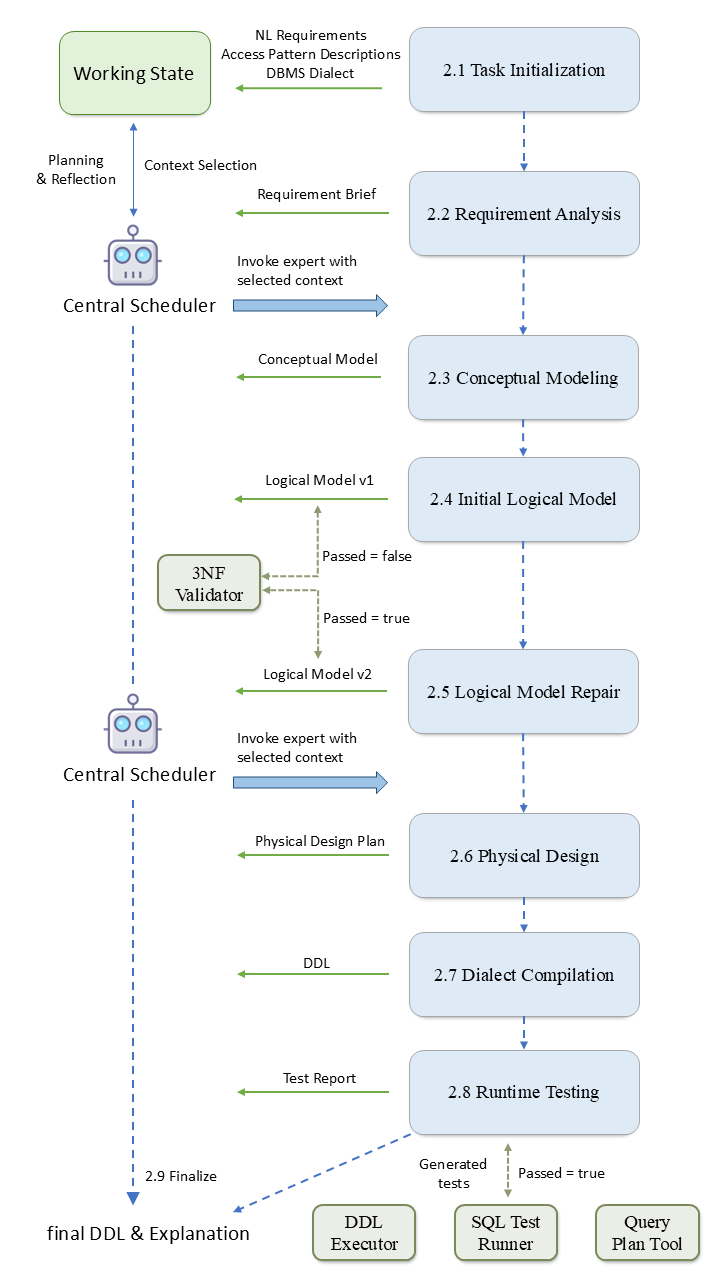 NL Requirements
Access Pattern Descriptions
DBMS Dialect
Working State
2.1 Task Initialization
Planning
& Reflection
Context Selection
Requirement Brief
2.2 Requirement Analysis
Invoke expert with
selected context
Central Scheduler
Conceptual Model
2.3 Conceptual Modeling
Logical Model v1
2.4 Initial Logical Model
Passed = false
3NF
Validator
Passed = true
Logical Model v2
2.5 Logical Model Repair
Invoke expert with
selected context
Central Scheduler
Physical Design Plan
2.6 Physical Design
DDL
2.7 Dialect Compilation
Test Report
2.8 Runtime Testing
2.9 Finalize
Generated
tests
Passed = true
final DDL & Explanation
DDL
Executor
SQL Test
Runner
Query
Plan Tool